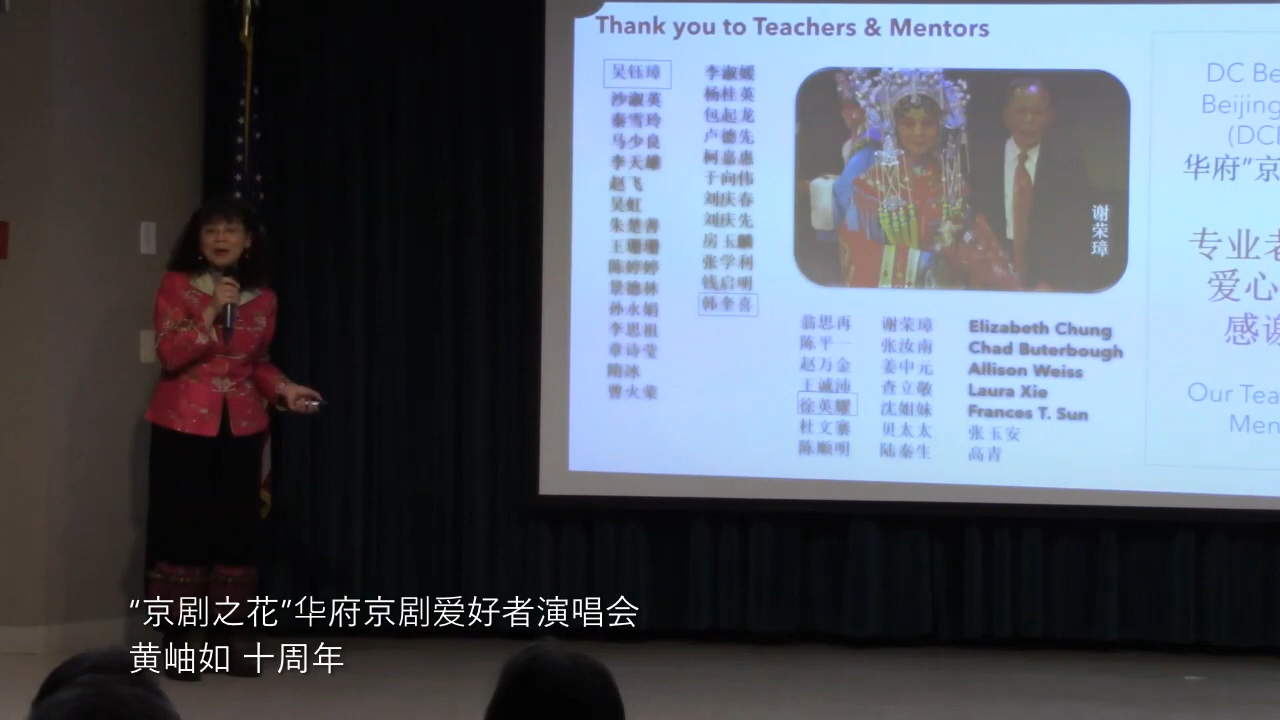 Thank you to Teachers & Mentors
吴钰璋
沙淑英
秦雪玲
马少良
李天雄
赵飞
吴虹
朱楚善
王珊珊
陈婷婷
景德林
孙永娟
李恩祖
章诗莹
隋冰
曾火荣
李淑媛
杨桂英
包起龙
卢德先
柯嘉惠
于向伟
刘庆春
刘庆先
房玉麟
张学利
钱启明
韩奎喜
谢荣璋
翁思再
陈平一
赵万金
王诚沛
徐英耀
杜文寨
陈顺明
谢荣璋
张汝南
姜申元
查立敬
沈姐妹
贝太太
陆秦生
Elizabeth Chung
Chad Buterbough
Allison Weiss
Laura Xie
Frances T. Sun
张玉安
高青
DC Be
Beijing
(DC
华府"京
专业老
爱心
感谢
Our Tea
Men
“京剧之花”华府京剧爱好者演唱会
黄岫如 十周年